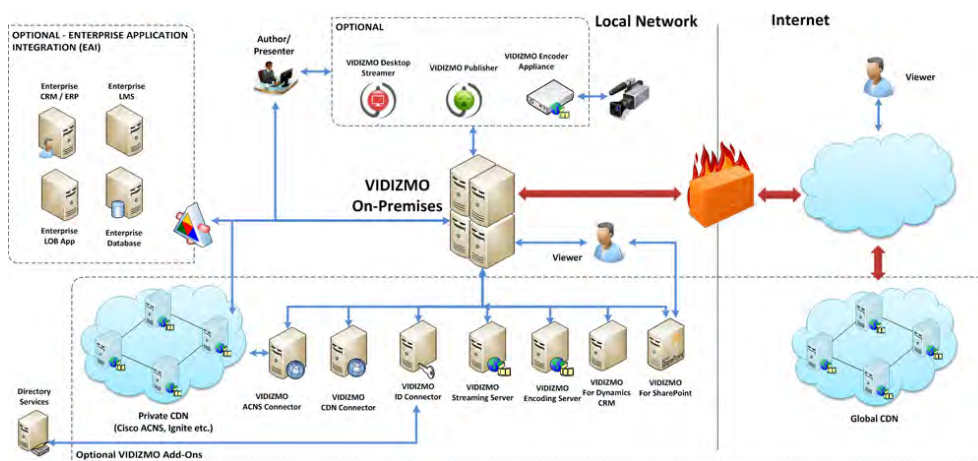 OPTIONAL - ENTERPRISE APPLICATION
INTEGRATION (EAI)
Enterprise
CRM / ERP
Enterprise
LMS
Enterprise
LOB App
Enterprise
Database
Author/
Presenter
OPTIONAL
VIDIZMO Desktop
Streamer
VIDIZMO Publisher
VIDIZMO Encoder
Appliance
Local Network
Internet
Viewer
VIDIZMO
On-Premises
Viewer
Private CDN
(Cisco ACNS, Ignite etc.)
VIDIZMO
ACNS Connector
VIDIZMO
CDN Connector
VIDIZMO
ID Connector
VIDIZMO
Streaming Server
VIDIZMO
Encoding Server
VIDIZMO
For Dynamics
CRM
VIDIZMO
For SharePoint
Global CDN
Directory
Services
Optional VIDIZMO Add-Ons